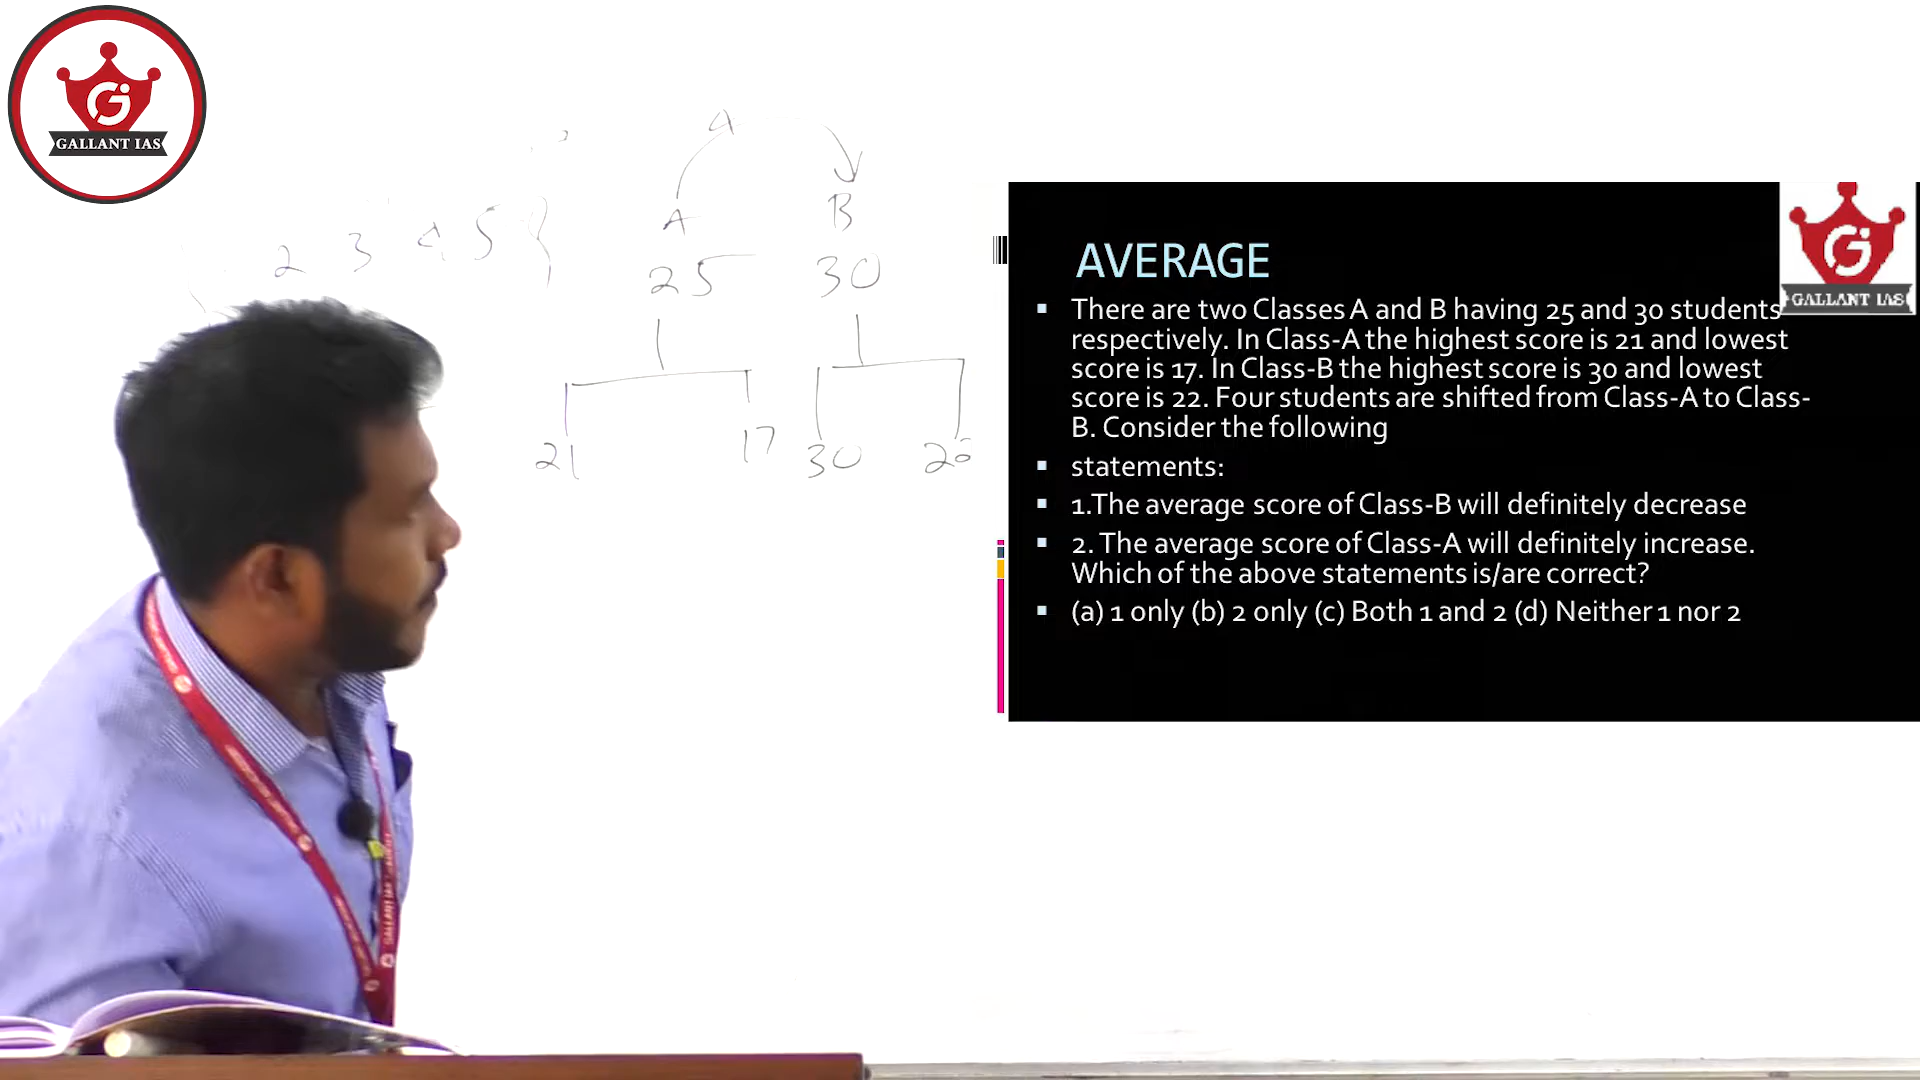 GALLANT IAS
4
A B
2 3 4 5
25 30
21 17 30
AVERAGE
GALLANT IAS
There are two Classes A and B having 25 and 30 students
respectively. In Class-A the highest score is 21 and lowest
score is 17. In Class-B the highest score is 30 and lowest
score is 22. Four students are shifted from Class-A to Class-
B. Consider the following
statements:
1.The average score of Class-B will definitely decrease
2. The average score of Class-A will definitely increase.
Which of the above statements is/are correct?
(a) 1 only (b) 2 only (c) Both 1 and 2 (d) Neither 1 nor 2